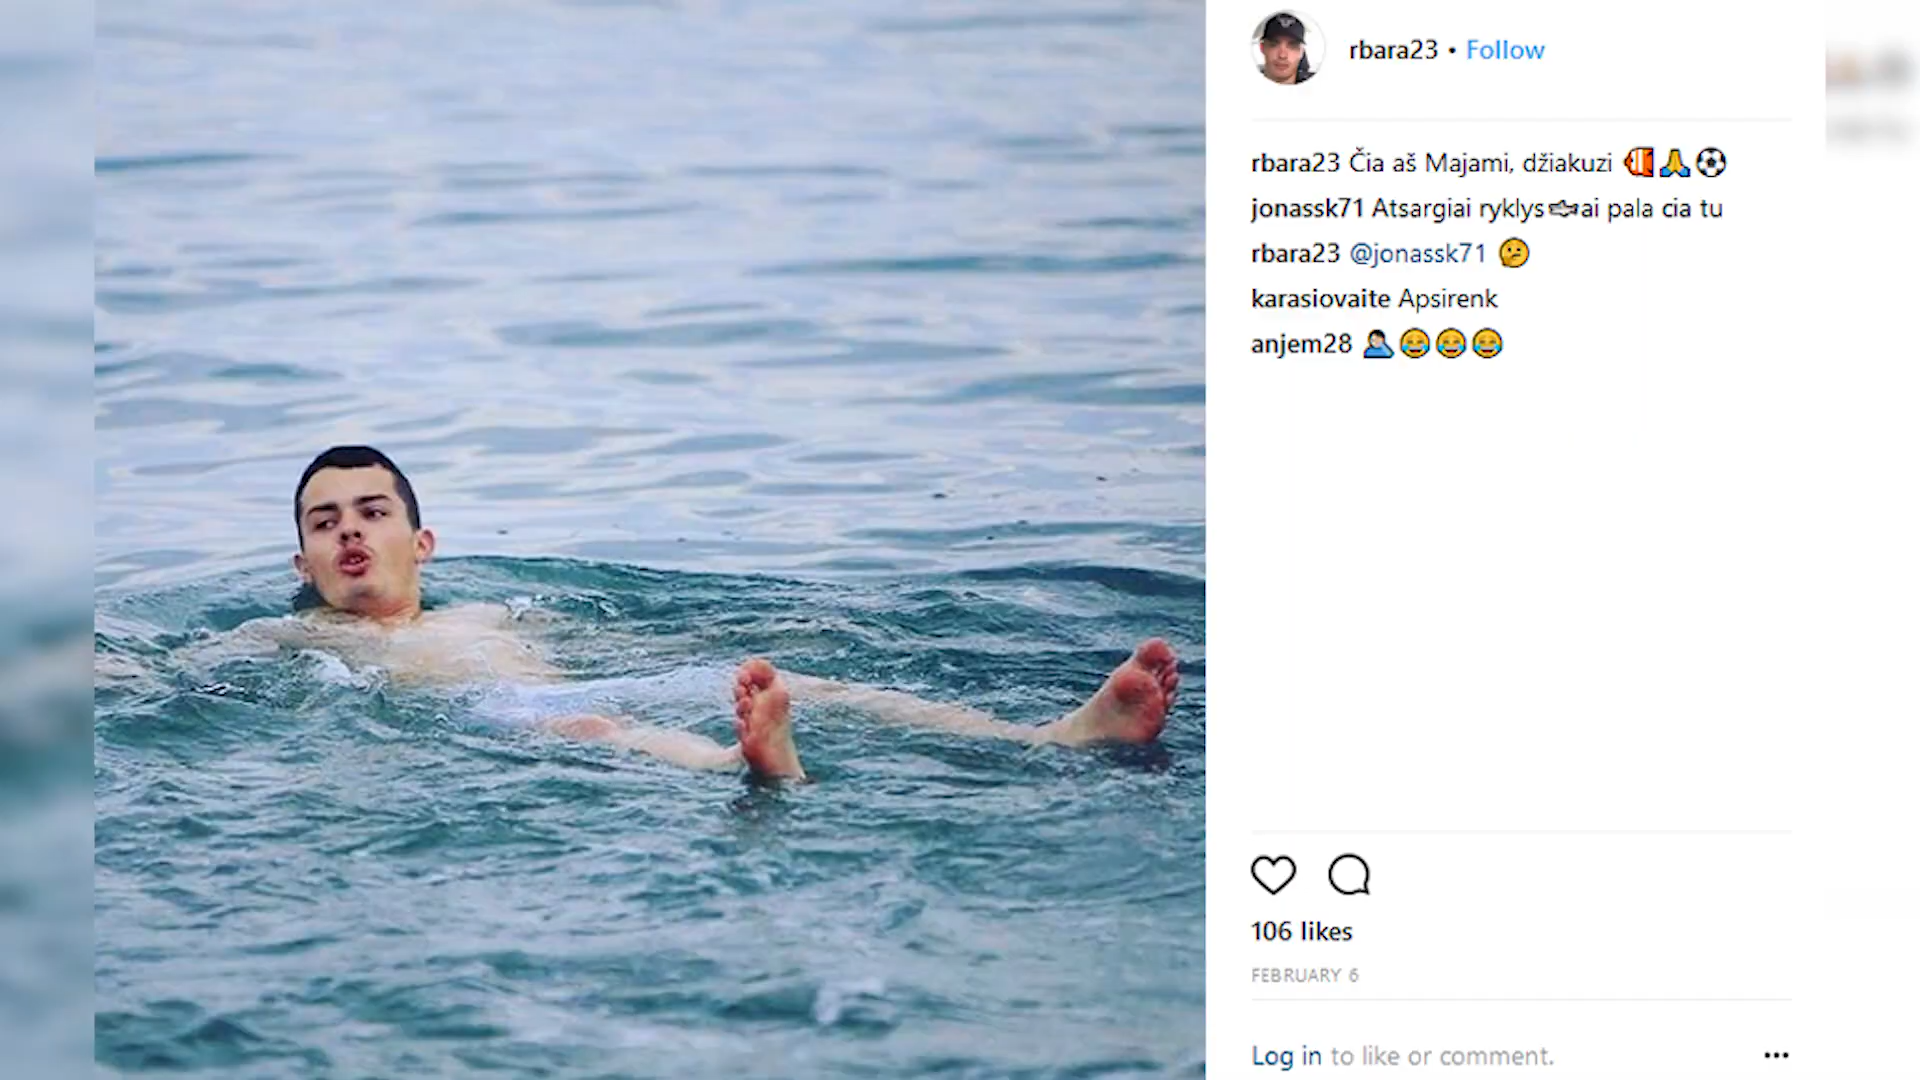 rbara23 • Follow
rbara23 Čia aš Majami, džiakuzi 🐠🙏⚽
jonassk71 Atsargiai ryklys🦈ai pala cia tu
rbara23 @jonassk71 🤔
karasiovaite Apsirenk
anjem28 🤦😂😂😂
106 likes
FEBRUARY 6
Log in to like or comment.